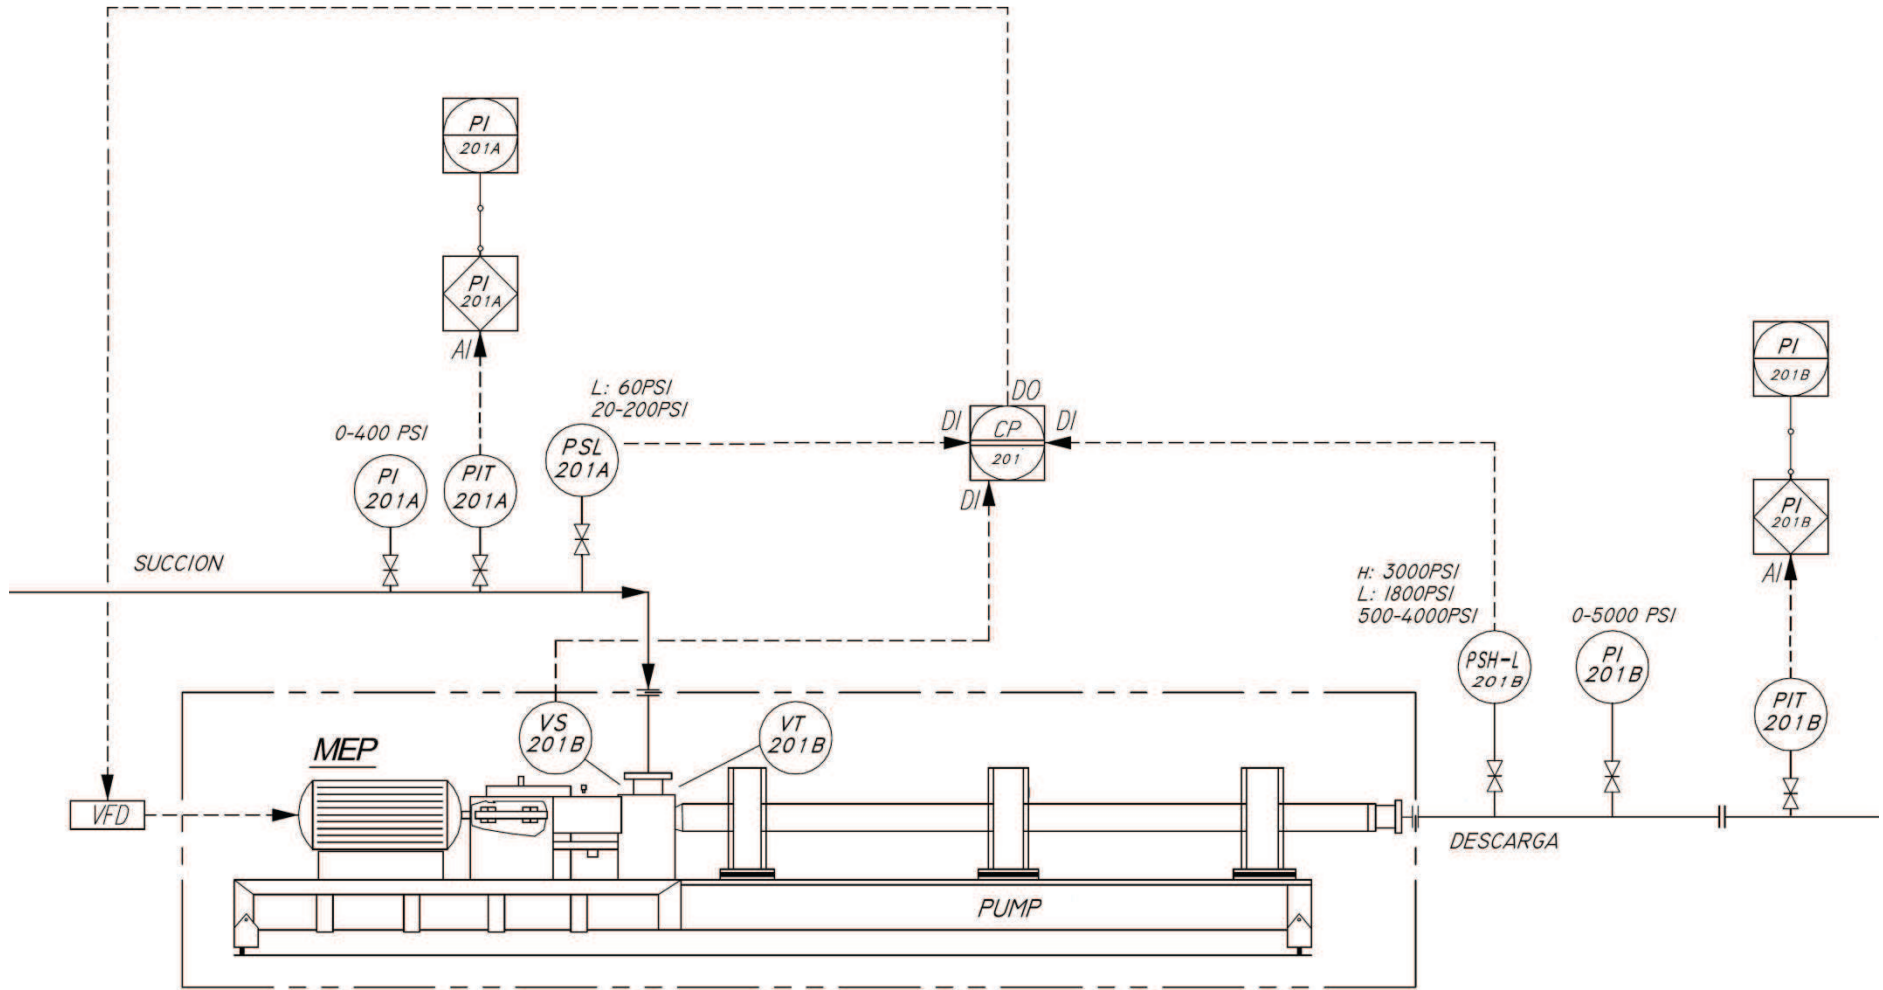 PI
201A
PI
201A
AI
L: 60PSI
20-200PSI
0-400 PSI
PI
201A
PIT
201A
PSL
201A
DO
DI
DI
CP
201
DI
PI
201B
PI
201B
AI
SUCCION
H: 3000PSI
L: 1800PSI
500-4000PSI
0-5000 PSI
PSH-L
201B
PI
201B
PIT
201B
VS
201B
VT
201B
MEP
VFD
DESCARGA
PUMP